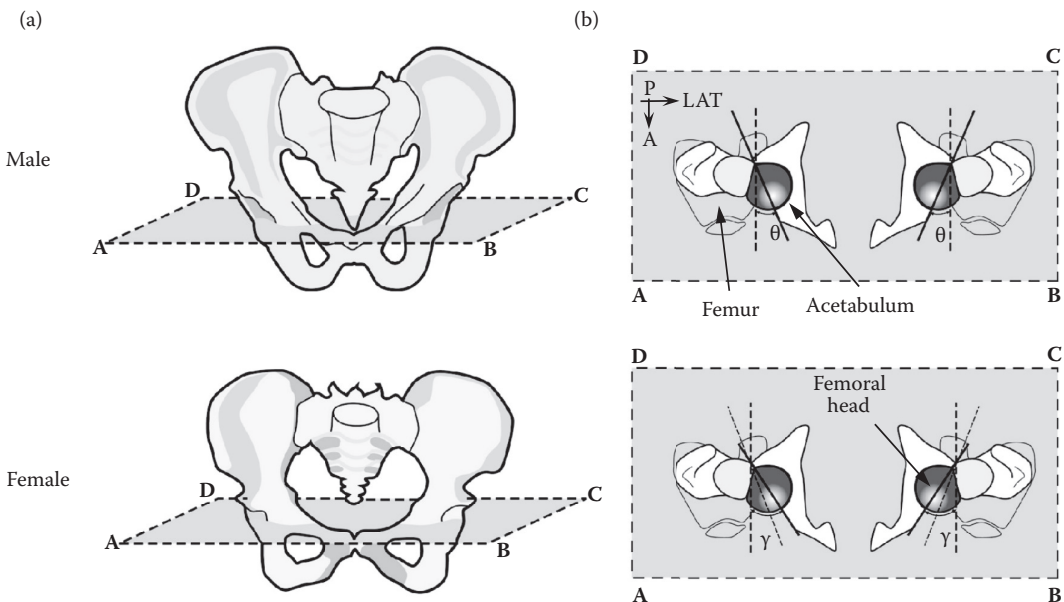 (a)
(b)
Male
D
C
A
B
D
C
P
LAT
A
θ
θ
Femur
Acetabulum
A
B
Female
D
C
A
B
D
C
Femoral
head
γ
γ
A
B